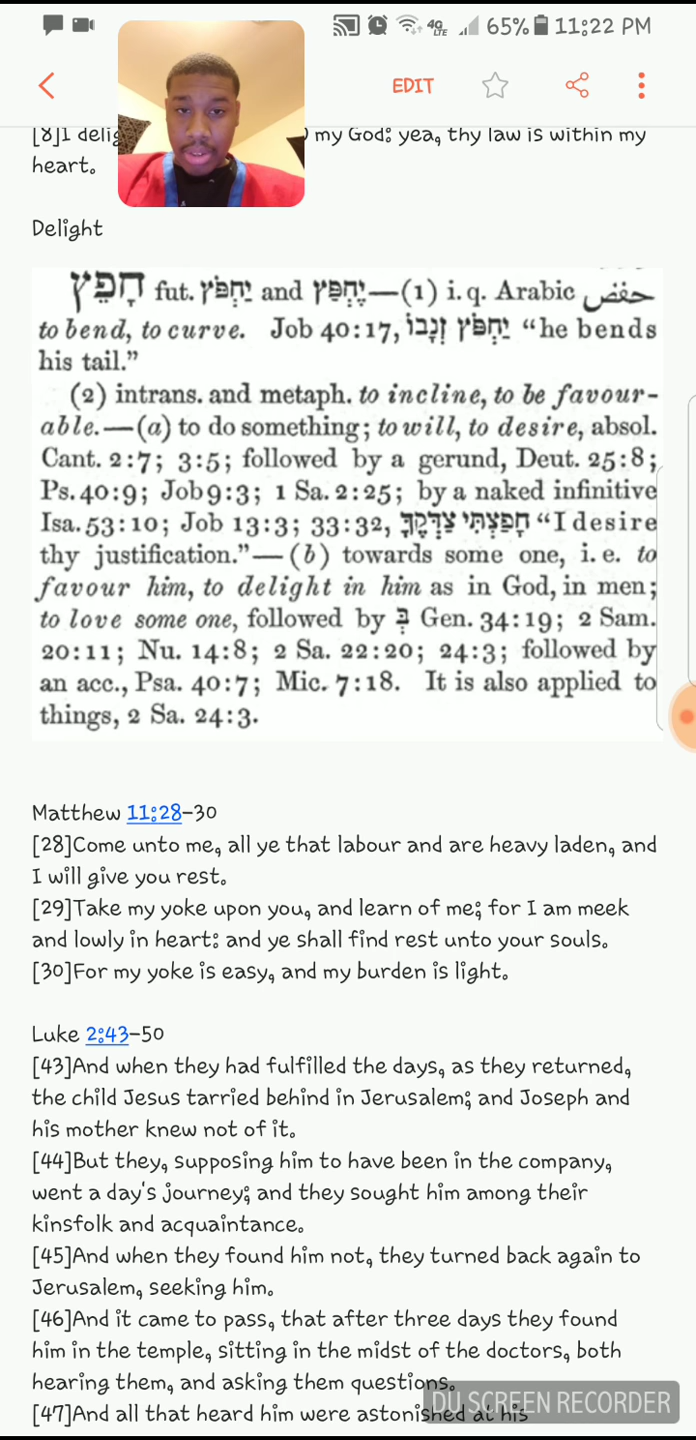 4G LTE 65% 11:22 PM
EDIT
[8]I my God: yea, thy law is within my
heart.
Delight
חָפֵץ fut. יַחְפֹּץ and יֶחְפַּץ—(1) i. q. Arabic حفض
to bend, to curve. Job 40:17, יַחְפֹּץ זְנָבוֹ “he bends
his tail.”
(2) intrans. and metaph. to incline, to be favour-
able.—(a) to do something; to will, to desire, absol.
Cant. 2:7; 3:5; followed by a gerund, Deut. 25:8;
Ps. 40:9; Job 9:3; 1 Sa. 2:25; by a naked infinitive
Isa. 53:10; Job 13:3; 33:32, חָפַצְתִּי צַדְּקֶךָּ “I desire
thy justification.”—(b) towards some one, i. e. to
favour him, to delight in him as in God, in men;
to love some one, followed by בְּ Gen. 34:19; 2 Sam.
20:11; Nu. 14:8; 2 Sa. 22:20; 24:3; followed by
an acc., Psa. 40:7; Mic. 7:18. It is also applied to
things, 2 Sa. 24:3.
Matthew 11:28-30
[28]Come unto me, all ye that labour and are heavy laden, and
I will give you rest.
[29]Take my yoke upon you, and learn of me; for I am meek
and lowly in heart: and ye shall find rest unto your souls.
[30]For my yoke is easy, and my burden is light.
Luke 2:43-50
[43]And when they had fulfilled the days, as they returned,
the child Jesus tarried behind in Jerusalem; and Joseph and
his mother knew not of it.
[44]But they, supposing him to have been in the company,
went a day's journey; and they sought him among their
kinsfolk and acquaintance.
[45]And when they found him not, they turned back again to
Jerusalem, seeking him.
[46]And it came to pass, that after three days they found
him in the temple, sitting in the midst of the doctors, both
hearing them, and asking them questions.
[47]And all that heard him were astonished at his
DU SCREEN RECORDER